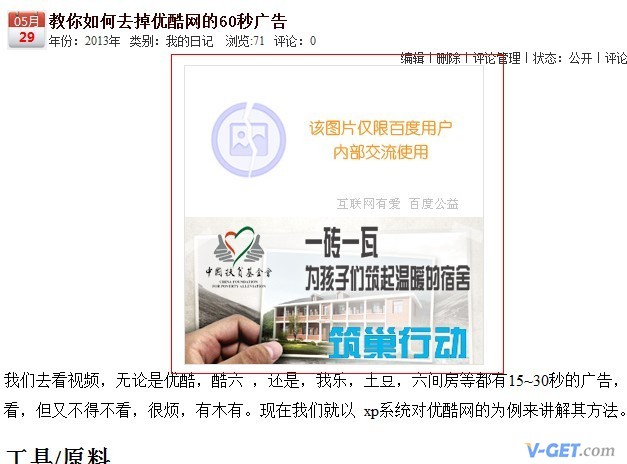 05月
29
教你如何去掉优酷网的60秒广告
年份：2013年 类别：我的日记 浏览:71 评论：0
编辑 | 删除 | 评论管理 | 状态：公开 | 评论
该图片仅限百度用户
内部交流使用
互联网有爱 百度公益
一砖一瓦
为孩子们筑起温暖的宿舍
中国扶贫基金会
CHINA FOUNDATION
FOR POVERTY ALLEVIATION
筑巢行动
我们去看视频，无论是优酷，酷六 ，还是，我乐，土豆，六间房等都有15~30秒的广告，
看，但又不得不看，很烦，有木有。现在我们就以 xp系统对优酷网的为例来讲解其方法。
工具/原料
V-GET.com